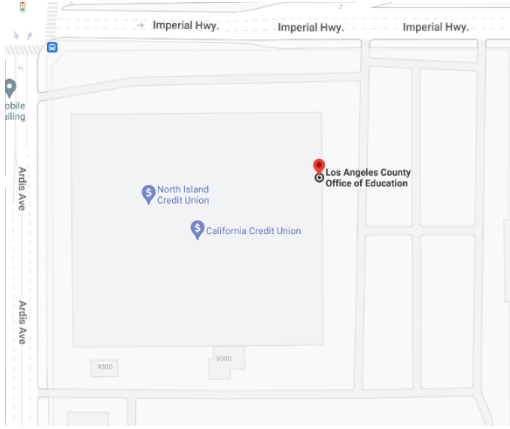 Imperial Hwy.
Imperial Hwy.
Imperial Hwy.
obile
ailing
Ardis Ave
Los Angeles County
Office of Education
North Island
Credit Union
$
California Credit Union
$
Ardis Ave
9300
9300